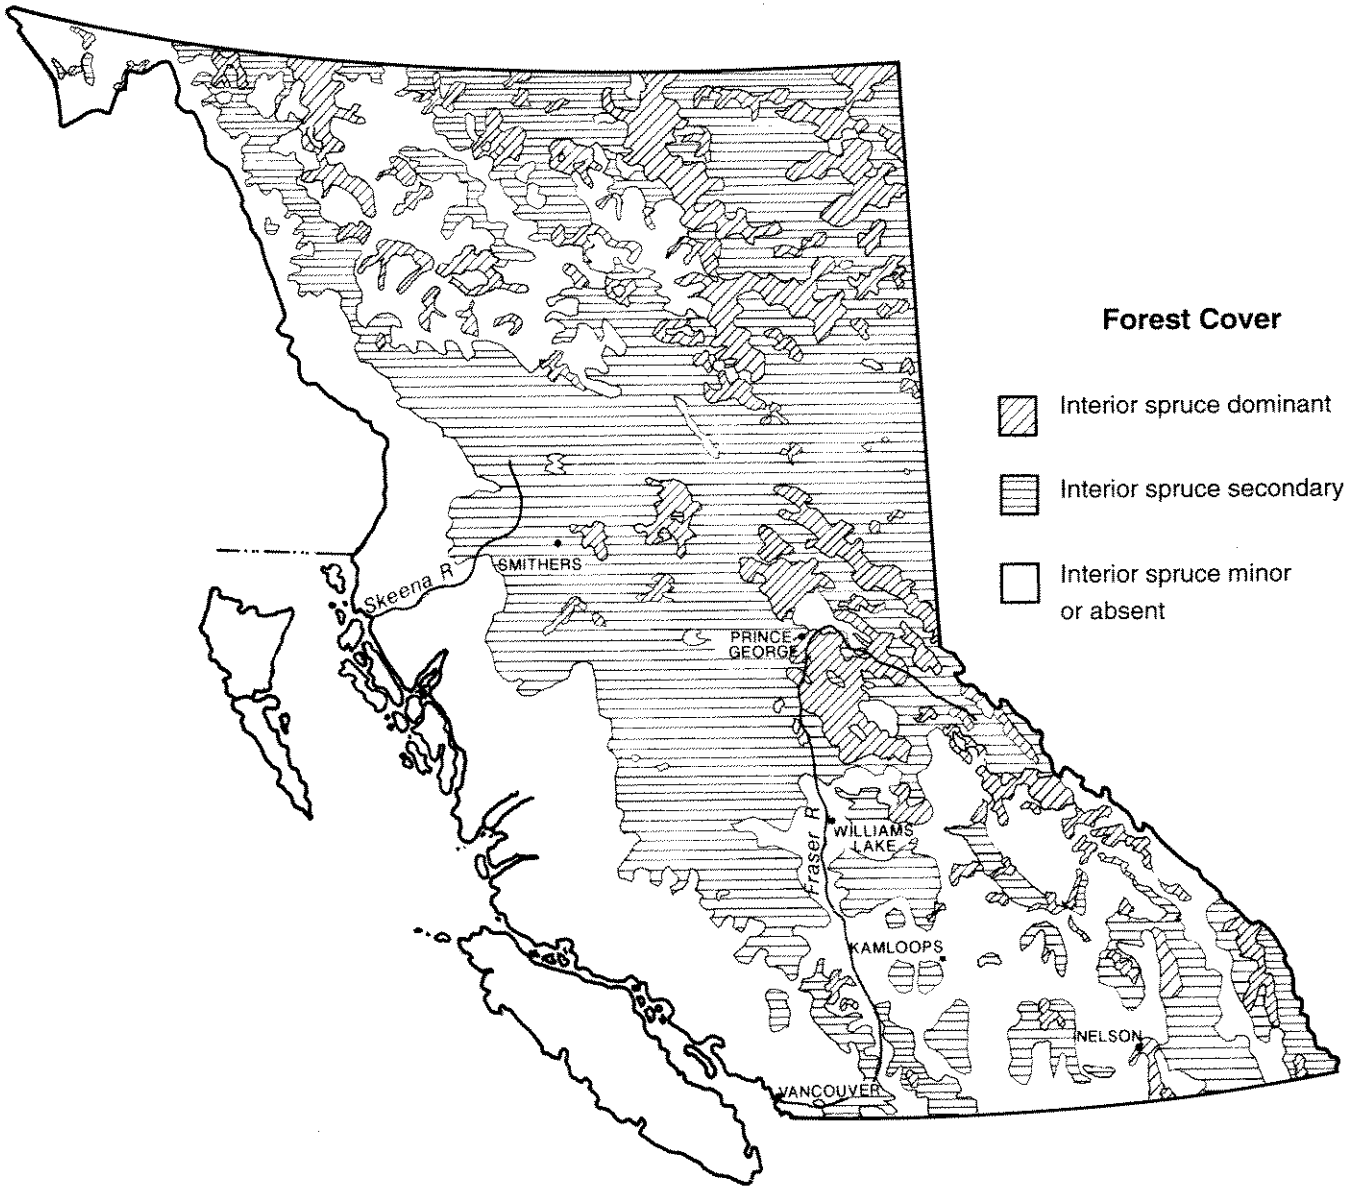 Forest Cover
Interior spruce dominant
Interior spruce secondary
Interior spruce minor
or absent
Skeena R
SMITHERS
PRINCE
GEORGE
Fraser R
WILLIAMS
LAKE
KAMLOOPS
NELSON
VANCOUVER